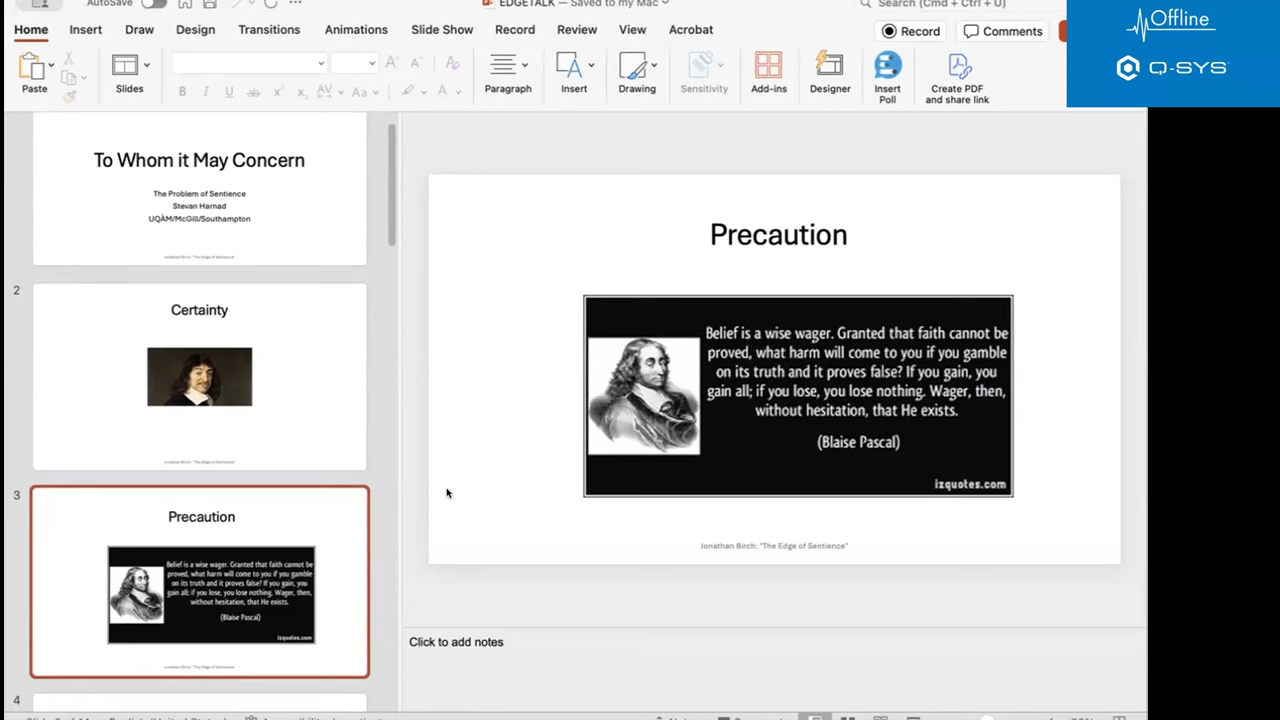 AutoSave
EDGETALK — Saved to my Mac
Search (Cmd + Ctrl + U)
Offline
Q-SYS
Home Insert Draw Design Transitions Animations Slide Show Record Review View Acrobat
Record
Comments
Paste
Slides
B I U ab x x AV Aa A
A A
Paragraph
Insert
Drawing
Sensitivity
Add-ins
Designer
Insert
Poll
Create PDF
and share link
To Whom it May Concern
The Problem of Sentience
Stevan Harnad
UQÀM/McGill/Southampton
Jonathan Birch: "The Edge of Sentience"
2
Certainty
Jonathan Birch: "The Edge of Sentience"
3
Precaution
Belief is a wise wager. Granted that faith cannot be
proved, what harm will come to you if you gamble
on its truth and it proves false? If you gain, you
gain all; if you lose, you lose nothing. Wager, then,
without hesitation, that He exists.
(Blaise Pascal)
izquotes.com
Jonathan Birch: "The Edge of Sentience"
4
Precaution
Belief is a wise wager. Granted that faith cannot be
proved, what harm will come to you if you gamble
on its truth and it proves false? If you gain, you
gain all; if you lose, you lose nothing. Wager, then,
without hesitation, that He exists.
(Blaise Pascal)
izquotes.com
Jonathan Birch: "The Edge of Sentience"
Click to add notes